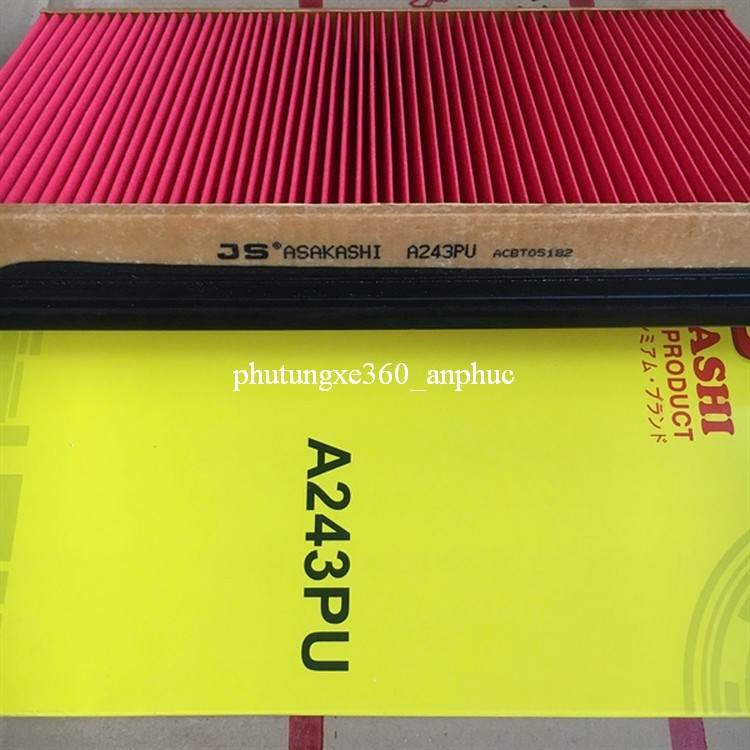 JS® ASAKASHI A243PU ACBT05182
phutungxe360_anphuc
ASHI
PRODUCT
ミアム・ブランド
A243PU